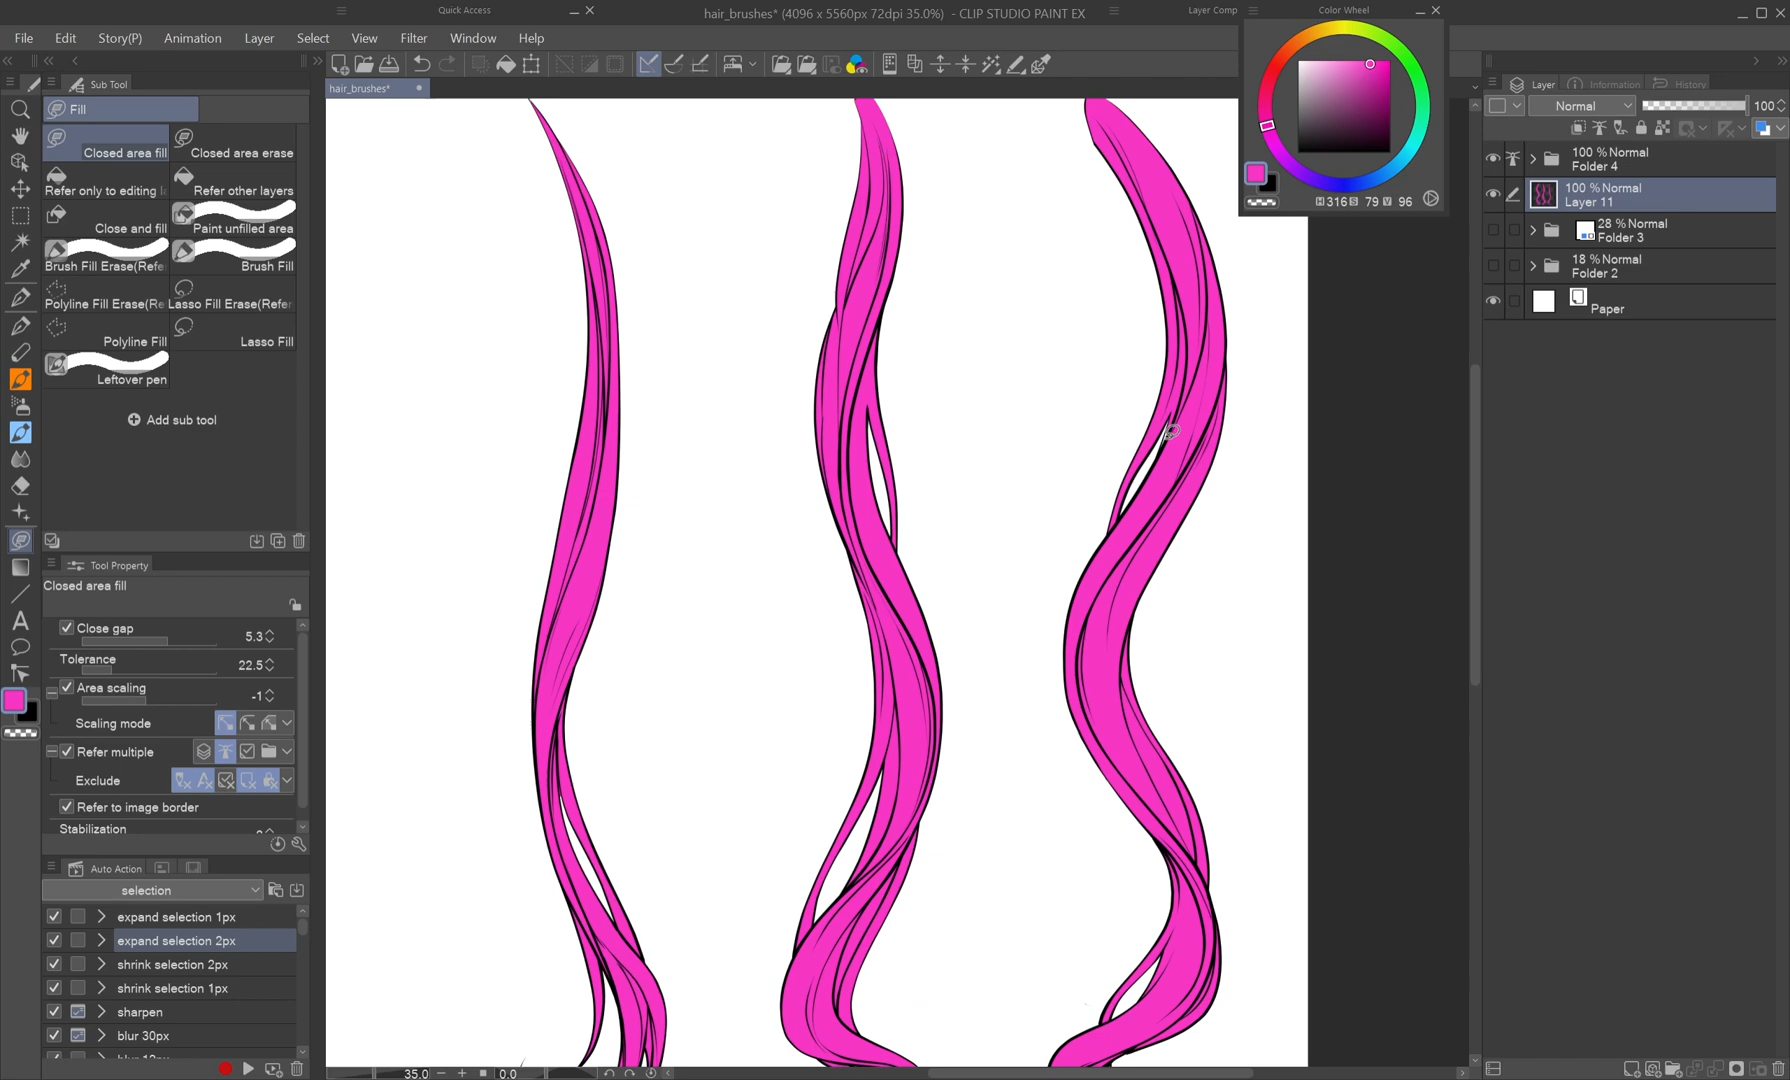 Quick Access
hair_brushes* (4096 x 5560px 72dpi 35.0%) - CLIP STUDIO PAINT EX
Layer Comp
Color Wheel
File Edit Story(P) Animation Layer Select View Filter Window Help
Sub Tool
hair_brushes*
Layer Information History
Fill
Normal 100
Closed area fill Closed area erase
Refer only to editing Refer other layers
Close and fill Paint unfilled area
Brush Fill Erase(Refe Brush Fill
Polyline Fill Erase(Re Lasso Fill Erase(Refer
Polyline Fill Lasso Fill
Leftover pen
Add sub tool
H 316 S 79 V 96
100 %Normal
Folder 4
100 %Normal
Layer 11
28 %Normal
Folder 3
18 %Normal
Folder 2
Paper
Tool Property
Closed area fill
Close gap 5.3
Tolerance 22.5
Area scaling -1
Scaling mode
Refer multiple
Exclude
Refer to image border
Stabilization
Auto Action
selection
expand selection 1px
expand selection 2px
shrink selection 2px
shrink selection 1px
sharpen
blur 30px
35.0 0.0